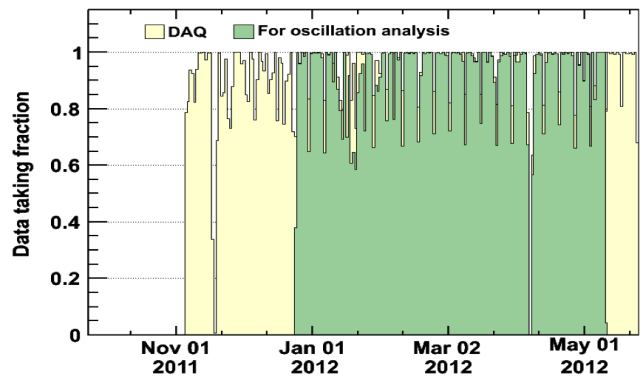 DAQ For oscillation analysis
Data taking fraction
1
0.8
0.6
0.4
0.2
0
Nov 01 Jan 01 Mar 02 May 01
2011 2012 2012 2012